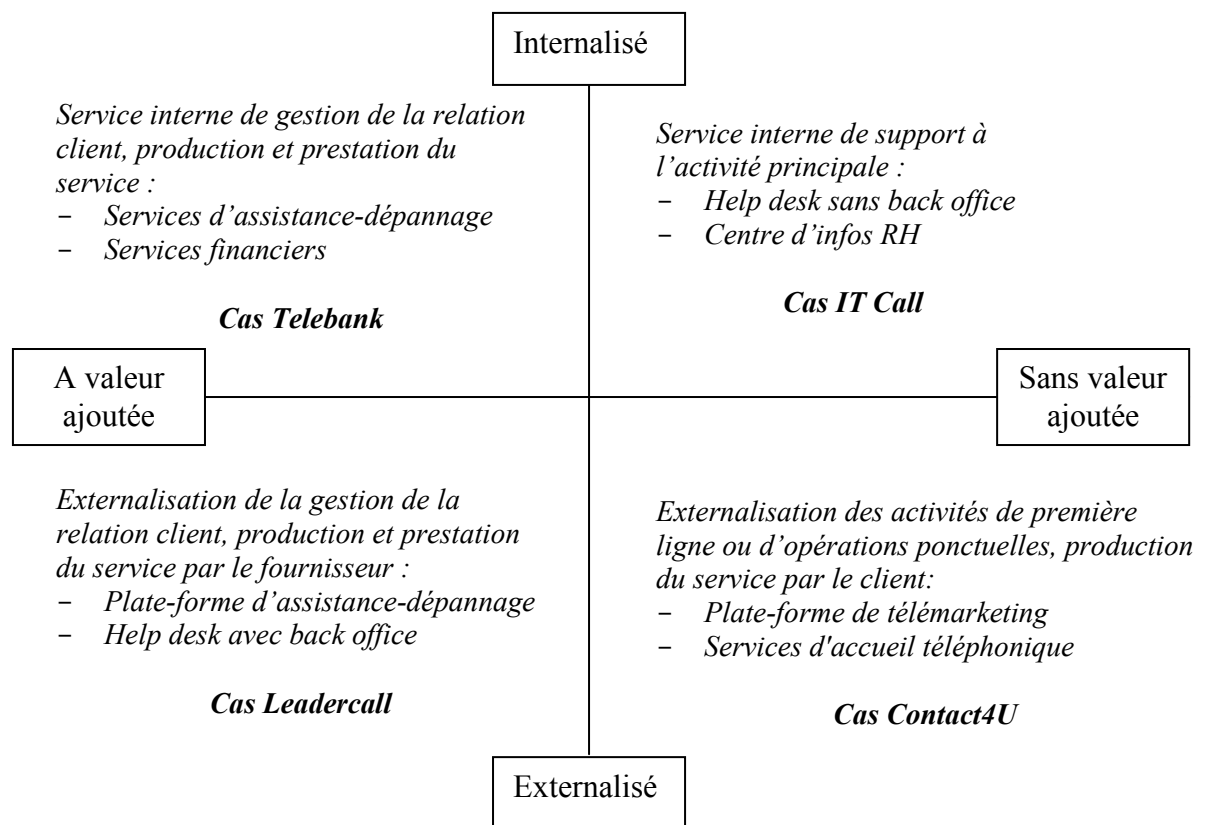 Internalisé
Service interne de gestion de la relation
client, production et prestation du
service :
– Services d’assistance-dépannage
– Services financiers
Cas Telebank
Service interne de support à
l’activité principale :
– Help desk sans back office
– Centre d’infos RH
Cas IT Call
A valeur
ajoutée
Sans valeur
ajoutée
Externalisation de la gestion de la
relation client, production et prestation
du service par le fournisseur :
– Plate-forme d’assistance-dépannage
– Help desk avec back office
Cas Leadercall
Externalisation des activités de première
ligne ou d’opérations ponctuelles, production
du service par le client:
– Plate-forme de télémarketing
– Services d'accueil téléphonique
Cas Contact4U
Externalisé